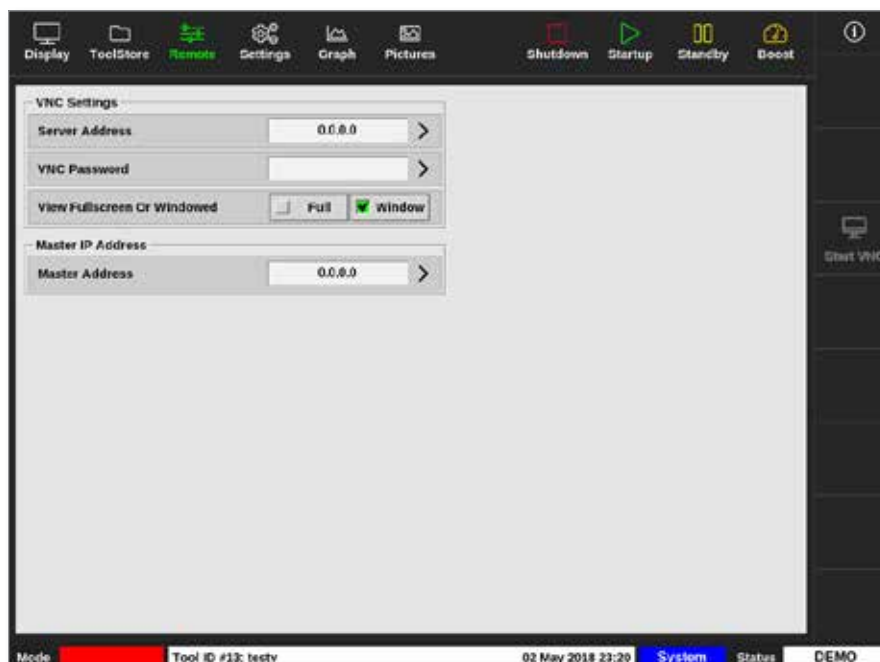 Display ToolStore Remote Settings Graph Pictures Shutdown Startup Standby Boost
VNC Settings
Server Address 0.0.0.0
VNC Password
View Fullscreen Or Windowed Full Window
Start VNC
Master IP Address
Master Address 0.0.0.0
Mode Tool ID #13: testy 02 May 2018 23:20 System Status DEMO